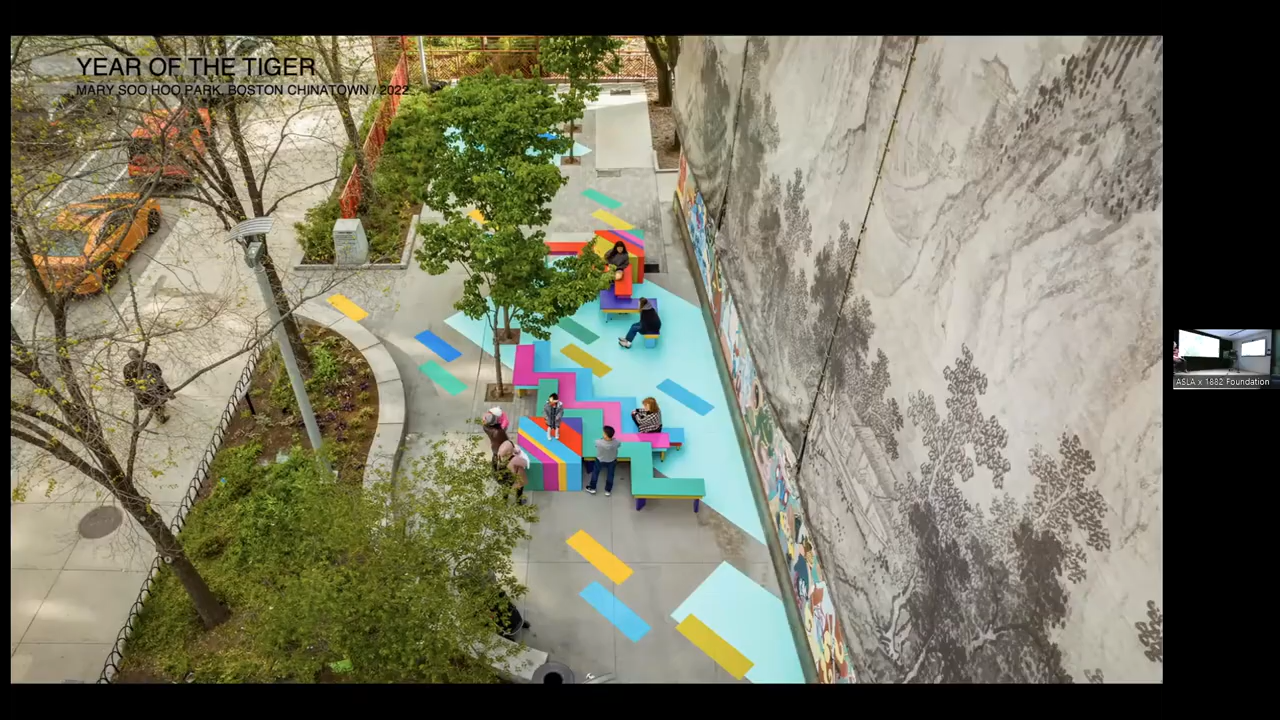 YEAR OF THE TIGER
MARY SOO HOO PARK, BOSTON CHINATOWN / 2022
ASLA x 1882 Foundation